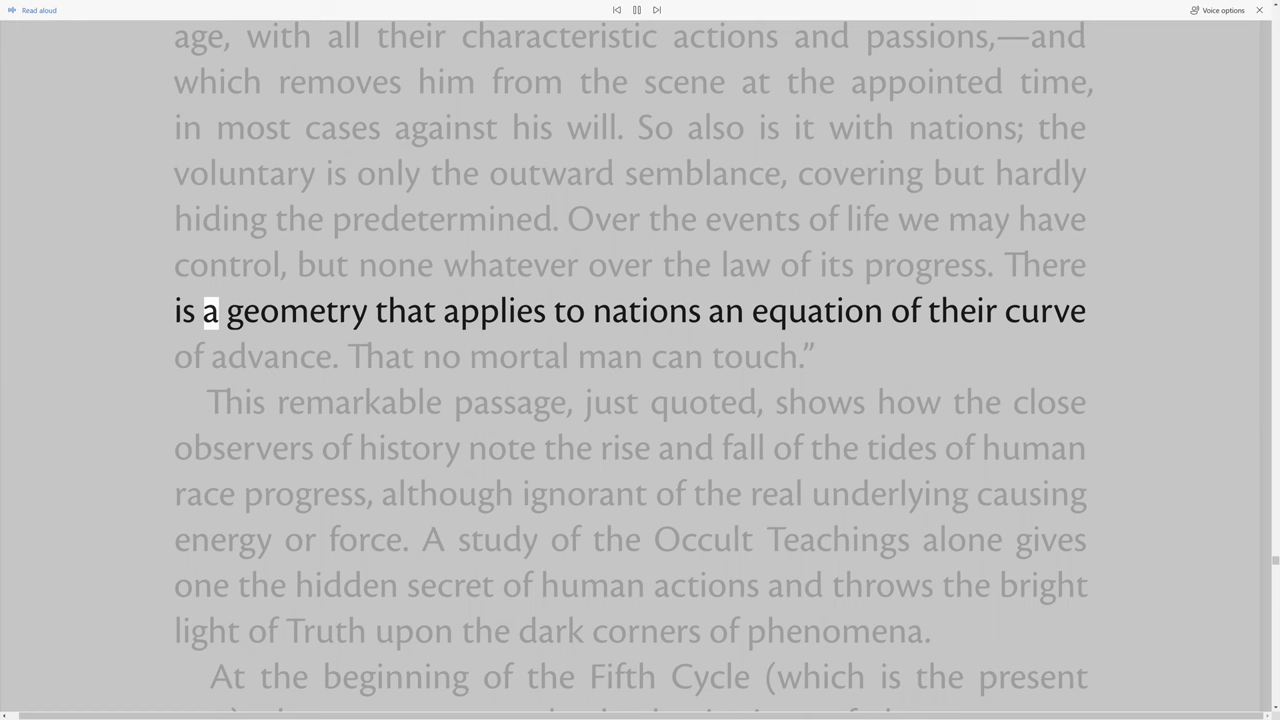 Read aloud
Voice options
age, with all their characteristic actions and passions,—and
which removes him from the scene at the appointed time,
in most cases against his will. So also is it with nations; the
voluntary is only the outward semblance, covering but hardly
hiding the predetermined. Over the events of life we may have
control, but none whatever over the law of its progress. There
is a geometry that applies to nations an equation of their curve
of advance. That no mortal man can touch.”
This remarkable passage, just quoted, shows how the close
observers of history note the rise and fall of the tides of human
race progress, although ignorant of the real underlying causing
energy or force. A study of the Occult Teachings alone gives
one the hidden secret of human actions and throws the bright
light of Truth upon the dark corners of phenomena.
At the beginning of the Fifth Cycle (which is the present